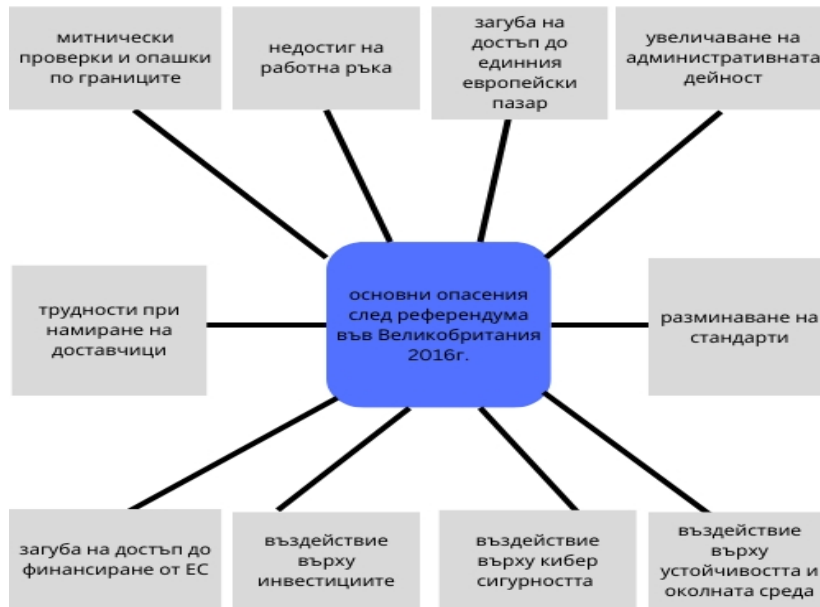 митнически
проверки и опашки
по границите
недостиг на
работна ръка
загуба на
достъп до
единния
европейски
пазар
увеличаване на
административната
дейност
трудности при
намиране на
доставчици
основни опасения
след референдума
във Великобритания
2016г.
разминаване на
стандарти
загуба на достъп до
финансиране от ЕС
въздействие
върху
инвестициите
въздействие
върху кибер
сигурността
въздействие
върху
устойчивостта и
околната среда